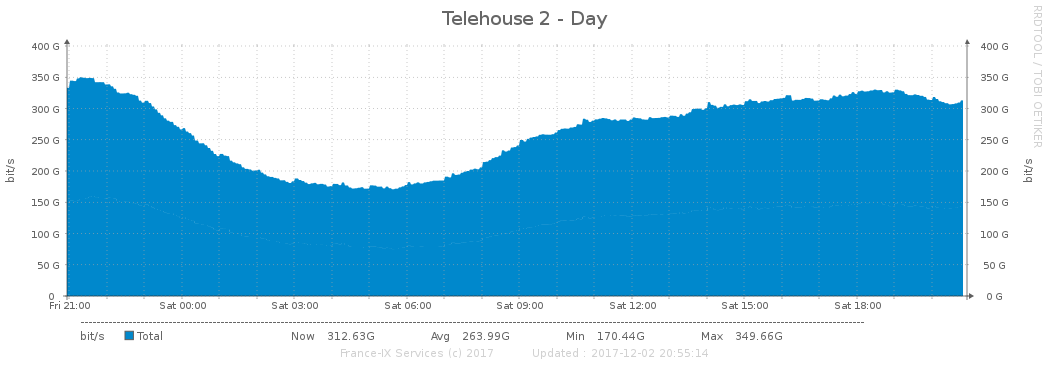 Telehouse 2 - Day
RRDTOOL / TOBI OETIKER
400 G 400 G
350 G 350 G
300 G 300 G
250 G 250 G
200 G 200 G
150 G 150 G
100 G 100 G
50 G 50 G
0 0 G
bit/s
bit/s
Fri 21:00 Sat 00:00 Sat 03:00 Sat 06:00 Sat 09:00 Sat 12:00 Sat 15:00 Sat 18:00
bit/s Total Now 312.63G Avg 263.99G Min 170.44G Max 349.66G
France-IX Services (c) 2017 Updated : 2017-12-02 20:55:14